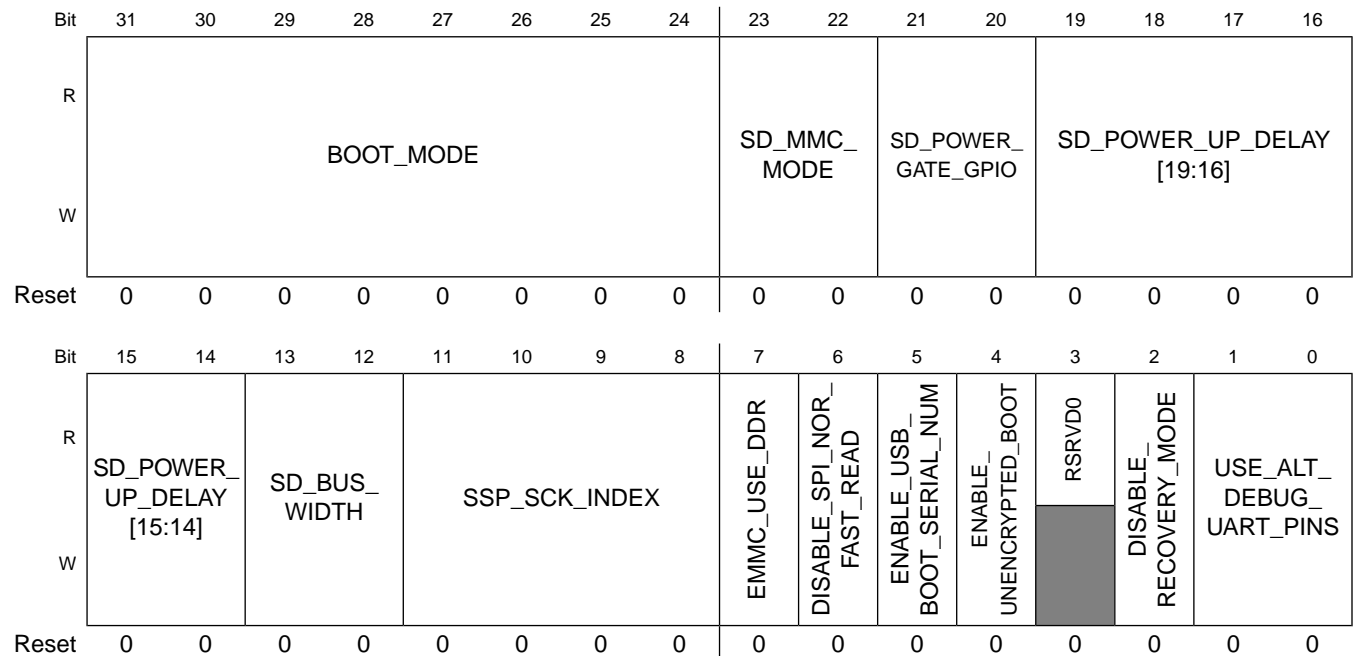 Bit 31 30 29 28 27 26 25 24 23 22 21 20 19 18 17 16
R
W
BOOT_MODE
SD_MMC_
MODE
SD_POWER_
GATE_GPIO
SD_POWER_UP_DELAY
[19:16]
Reset 0 0 0 0 0 0 0 0 0 0 0 0 0 0 0 0
Bit 15 14 13 12 11 10 9 8 7 6 5 4 3 2 1 0
R
W
SD_POWER_
UP_DELAY
[15:14]
SD_BUS_
WIDTH
SSP_SCK_INDEX
EMMC_USE_DDR
DISABLE_SPI_NOR_
FAST_READ
ENABLE_USB_
BOOT_SERIAL_NUM
ENABLE_
UNENCRYPTED_BOOT
RSRVD0
DISABLE_
RECOVERY_MODE
USE_ALT_
DEBUG_
UART_PINS
Reset 0 0 0 0 0 0 0 0 0 0 0 0 0 0 0 0